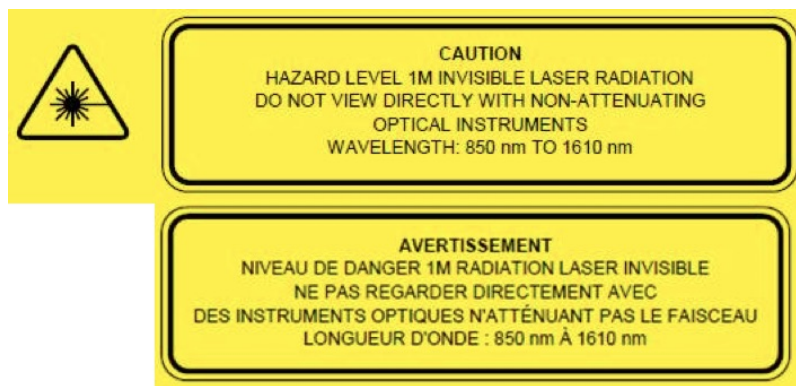 CAUTION
HAZARD LEVEL 1M INVISIBLE LASER RADIATION
DO NOT VIEW DIRECTLY WITH NON-ATTENUATING
OPTICAL INSTRUMENTS
WAVELENGTH: 850 nm TO 1610 nm
AVERTISSEMENT
NIVEAU DE DANGER 1M RADIATION LASER INVISIBLE
NE PAS REGARDER DIRECTEMENT AVEC
DES INSTRUMENTS OPTIQUES N'ATTÉNUANT PAS LE FAISCEAU
LONGUEUR D'ONDE : 850 nm À 1610 nm